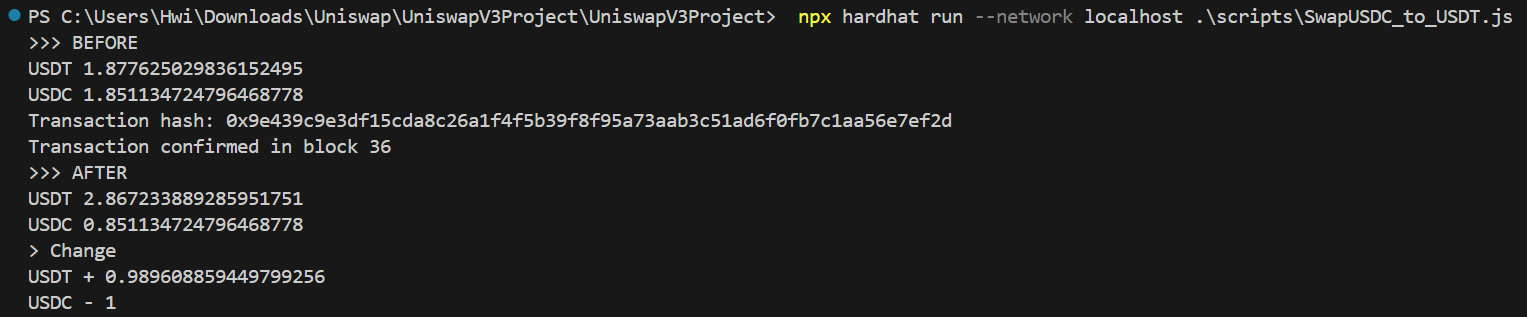 PS C:\Users\Hwi\Downloads\Uniswap\UniswapV3Project\UniswapV3Project> npx hardhat run --network localhost .\scripts\SwapUSDC_to_USDT.js
>>> BEFORE
USDT 1.877625029836152495
USDC 1.851134724796468778
Transaction hash: 0x9e439c9e3df15cda8c26a1f4f5b39f8f95a73aab3c51ad6f0fb7c1aa56e7ef2d
Transaction confirmed in block 36
>>> AFTER
USDT 2.867233889285951751
USDC 0.851134724796468778
> Change
USDT + 0.989608859449799256
USDC - 1